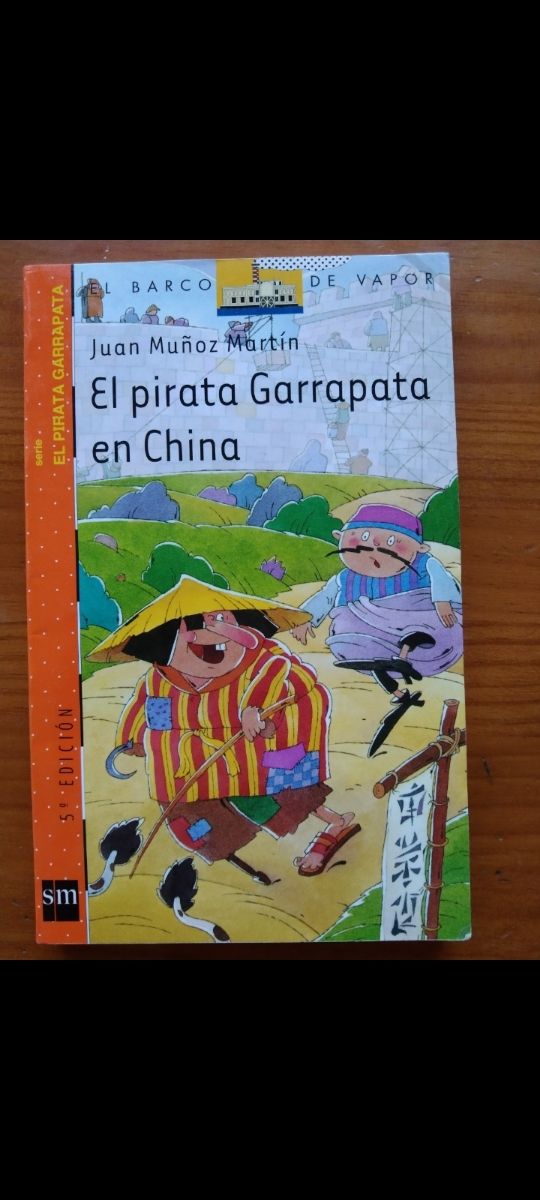 EL BARCO DE VAPOR
Juan Muñoz Martín
El pirata Garrapata
en China
serie
EL PIRATA GARRAPATA
5ª EDICIÓN
sm